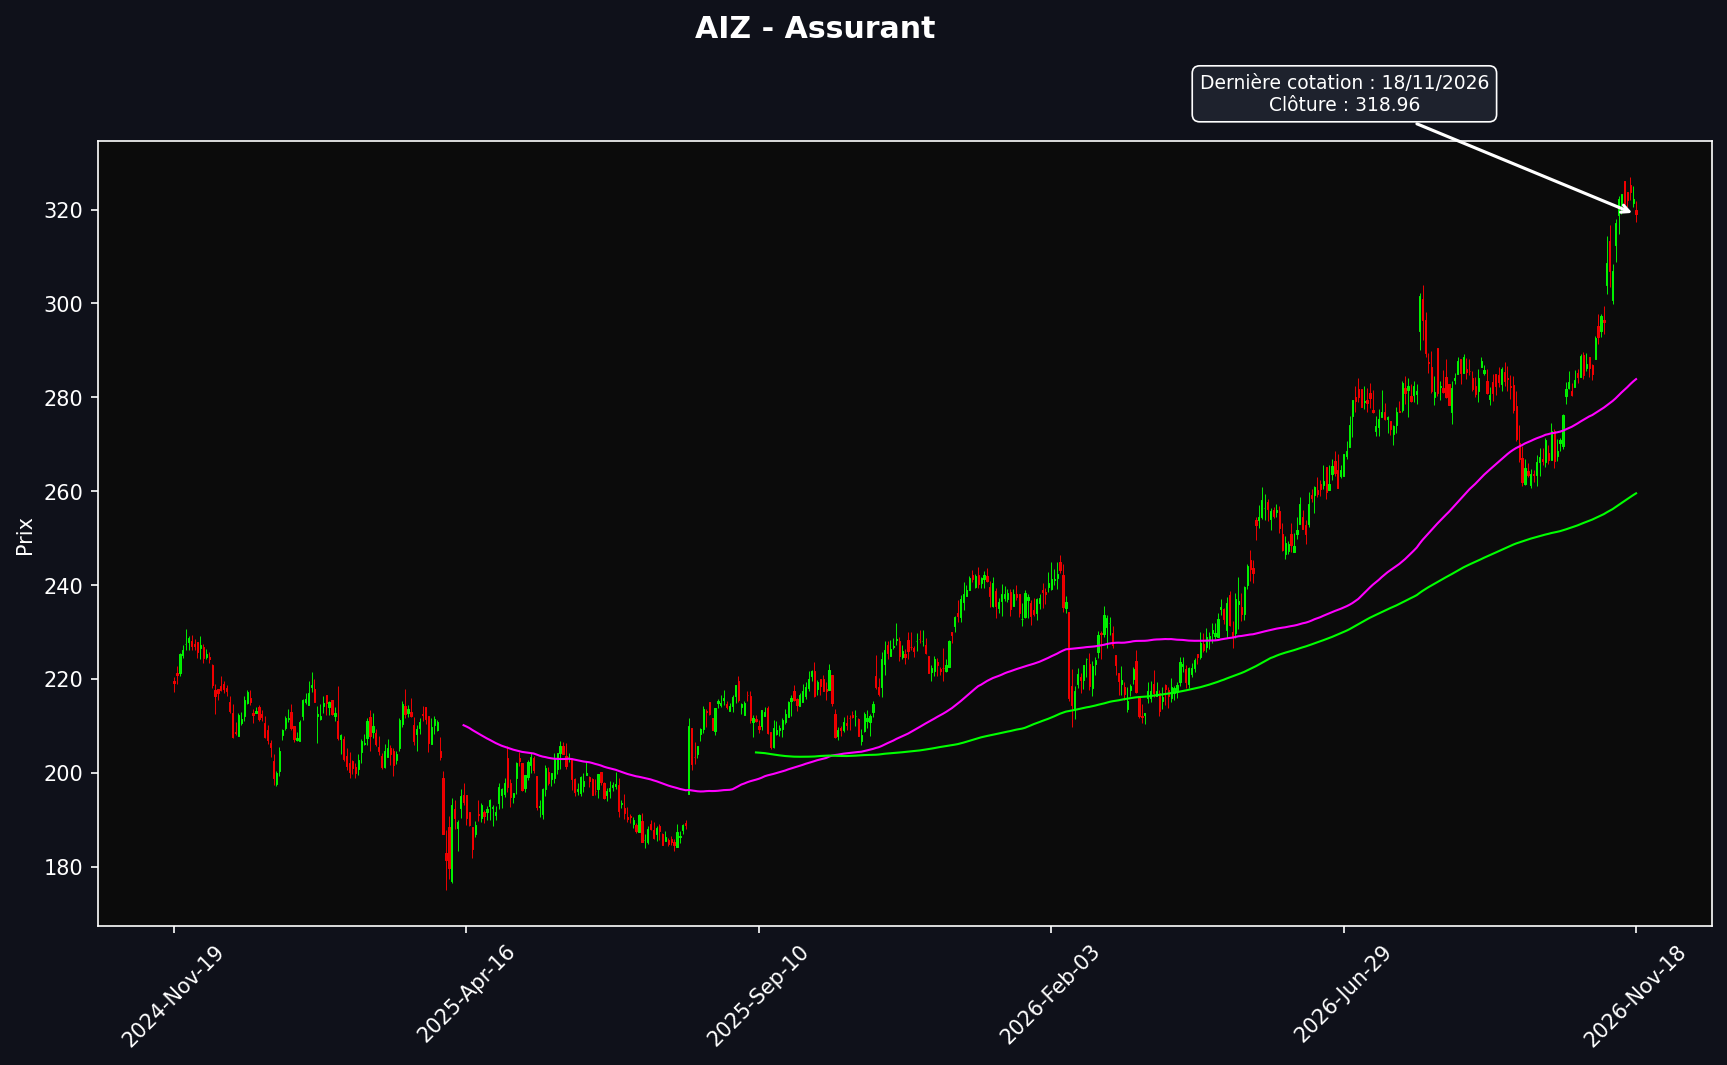 AIZ - Assurant
Dernière cotation : 18/11/2026
Clôture : 318.96
Prix
320
300
280
260
240
220
200
180
2024-Nov-19
2025-Apr-16
2025-Sep-10
2026-Feb-03
2026-Jun-29
2026-Nov-18